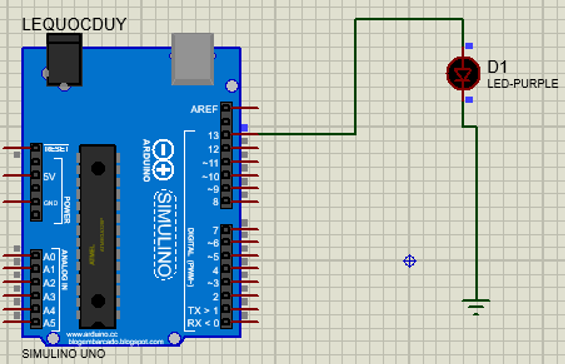 LEQUOCDUY
D1
LED-PURPLE
AREF
13
12
~11
~10
~9
8
7
~6
~5
4
~3
2
TX > 1
RX < 0
RESET
5V
GND
POWER
A0
A1
A2
A3
A4
A5
ANALOG IN
ATMEL
ARDUINO
SIMULINO
DIGITAL (PWM~)
www.arduino.cc
blogembarcado.blogspot.com
SIMULINO UNO